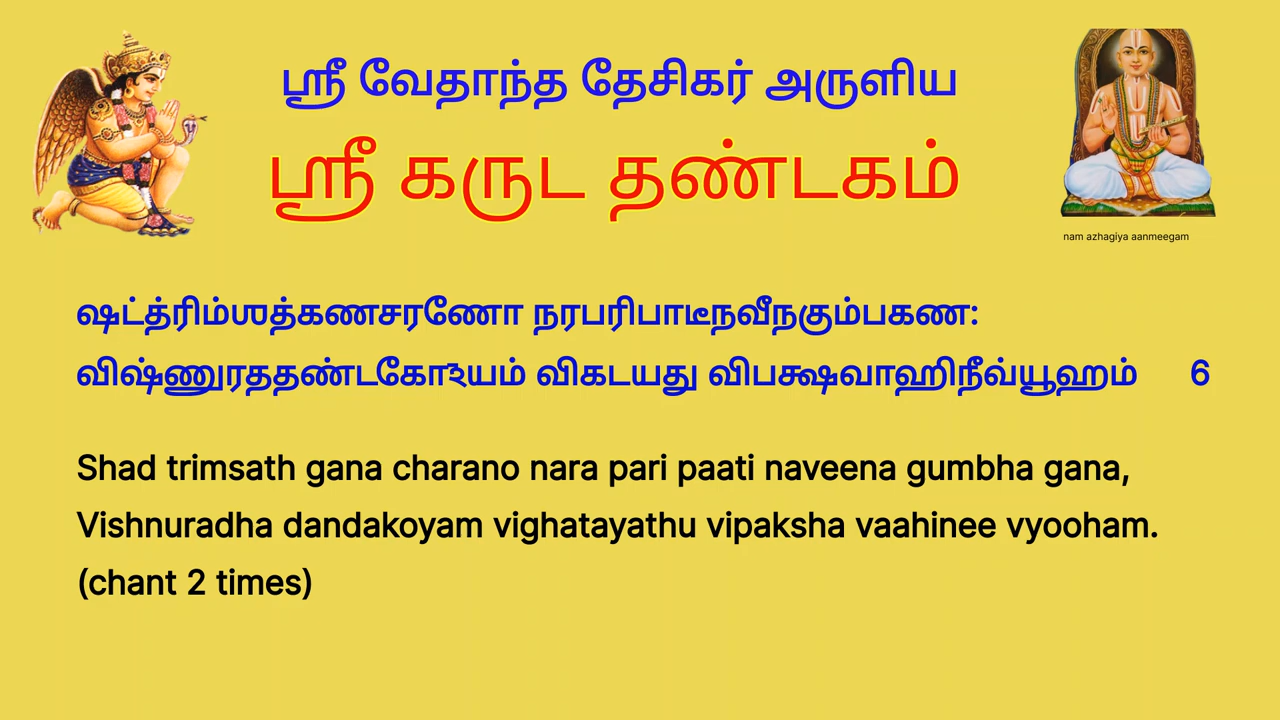 ஸ்ரீ வேதாந்த தேசிகர் அருளிய
ஸ்ரீ கருட தண்டகம்
nam azhagiya aanmeegam
ஷட்த்ரிம்ஶத்கணசரணோ நரபரிபாடீநவீநகும்பகண:
விஷ்ணுரததண்டகோऽயம் விகடயது விபக்ஷவாஹிநீவ்யூஹம் 6
Shad trimsath gana charano nara pari paati naveena gumbha gana,
Vishnuradha dandakoyam vighatayathu vipaksha vaahinee vyooham.
(chant 2 times)